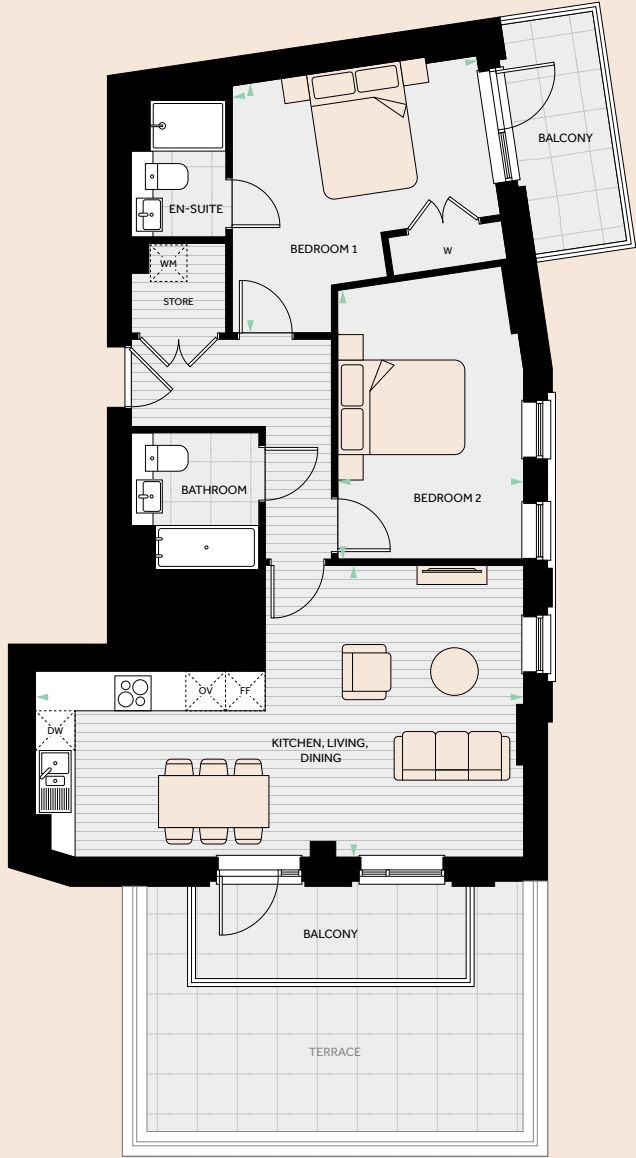 BALCONY
EN-SUITE
BEDROOM 1
W
WM
STORE
BATHROOM
BEDROOM 2
OV
FF
DW
KITCHEN, LIVING,
DINING
BALCONY
TERRACE